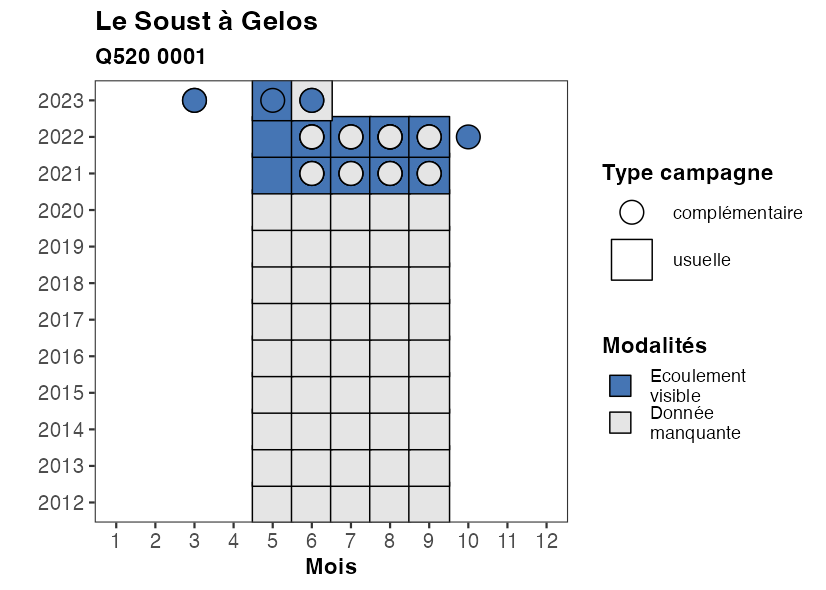 Le Soust à Gelos
Q520 0001
2023
2022
2021
2020
2019
2018
2017
2016
2015
2014
2013
2012
1 2 3 4 5 6 7 8 9 10 11 12
Mois
Type campagne
complémentaire
usuelle
Modalités
Ecoulement
visible
Donnée
manquante